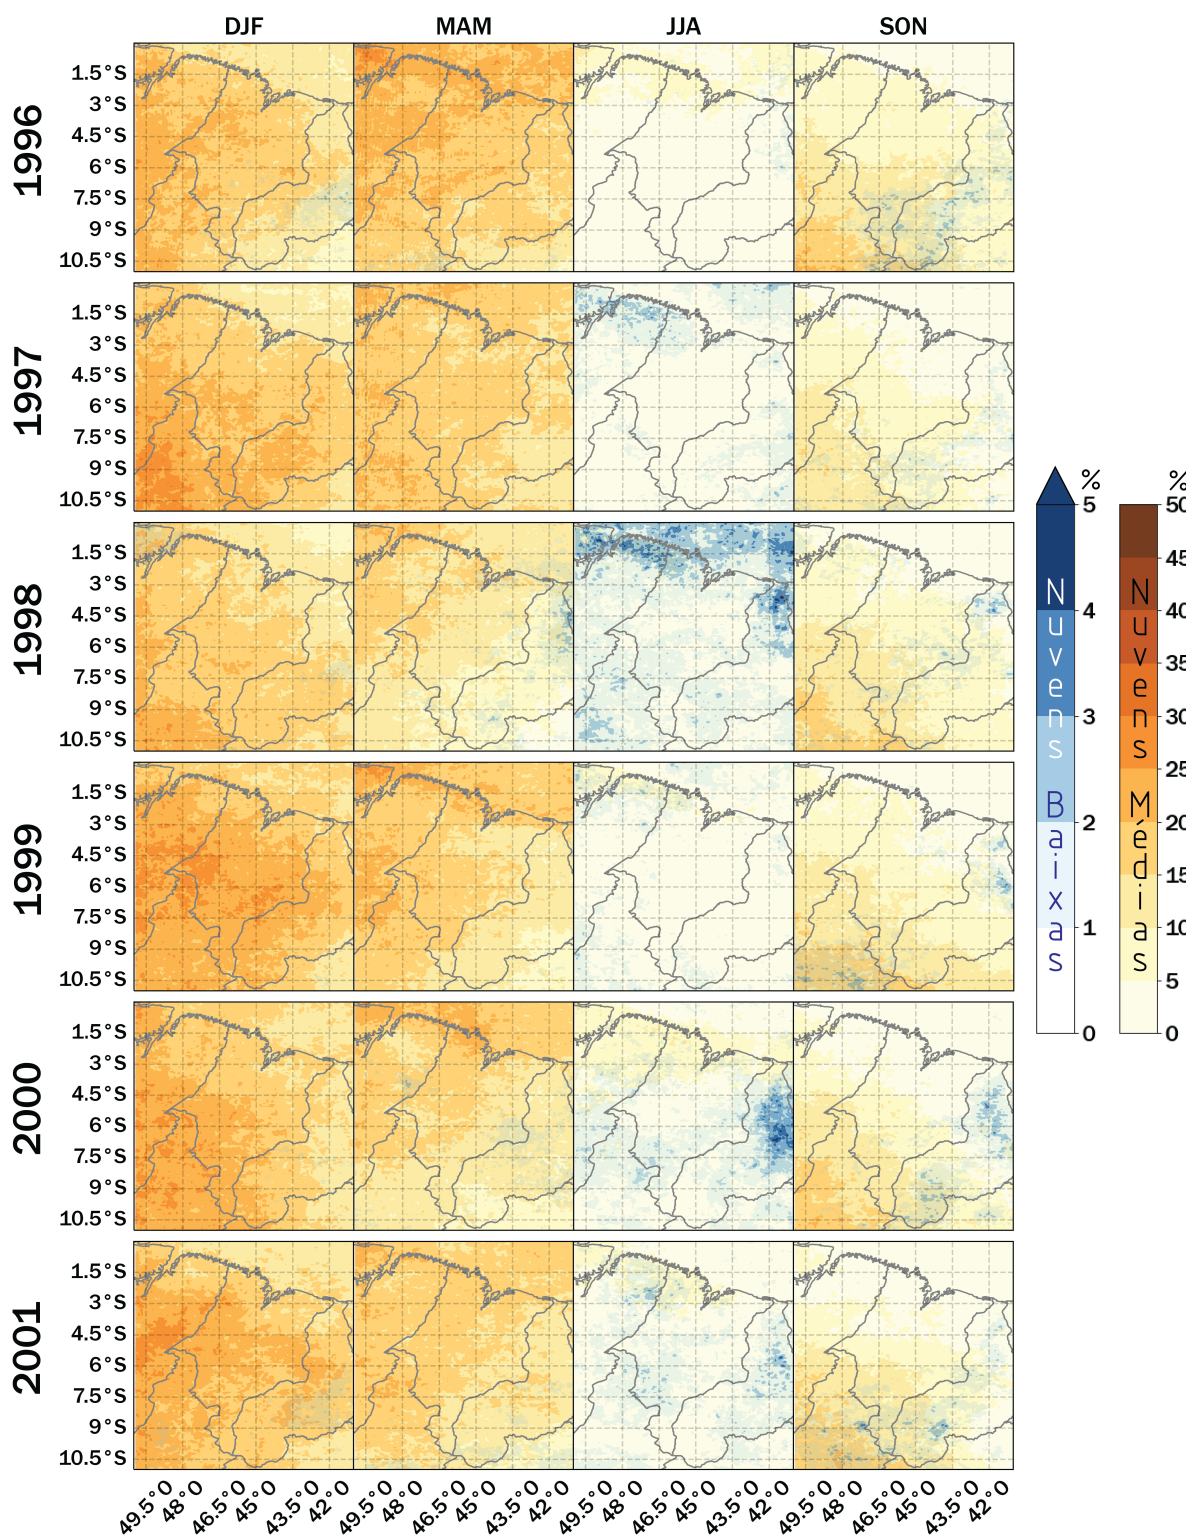 DJF MAM JJA SON
1996
1.5°S
3°S
4.5°S
6°S
7.5°S
9°S
10.5°S
1997
1.5°S
3°S
4.5°S
6°S
7.5°S
9°S
10.5°S
1998
1.5°S
3°S
4.5°S
6°S
7.5°S
9°S
10.5°S
1999
1.5°S
3°S
4.5°S
6°S
7.5°S
9°S
10.5°S
2000
1.5°S
3°S
4.5°S
6°S
7.5°S
9°S
10.5°S
2001
1.5°S
3°S
4.5°S
6°S
7.5°S
9°S
10.5°S
49.5°O 48°O 46.5°O 45°O 43.5°O 42°O 49.5°O 48°O 46.5°O 45°O 43.5°O 42°O 49.5°O 48°O 46.5°O 45°O 43.5°O 42°O 49.5°O 48°O 46.5°O 45°O 43.5°O 42°O
%
5
4
3
2
1
0
Nuvens Baixas
%
50
45
40
35
30
25
20
15
10
5
0
Nuvens Médias